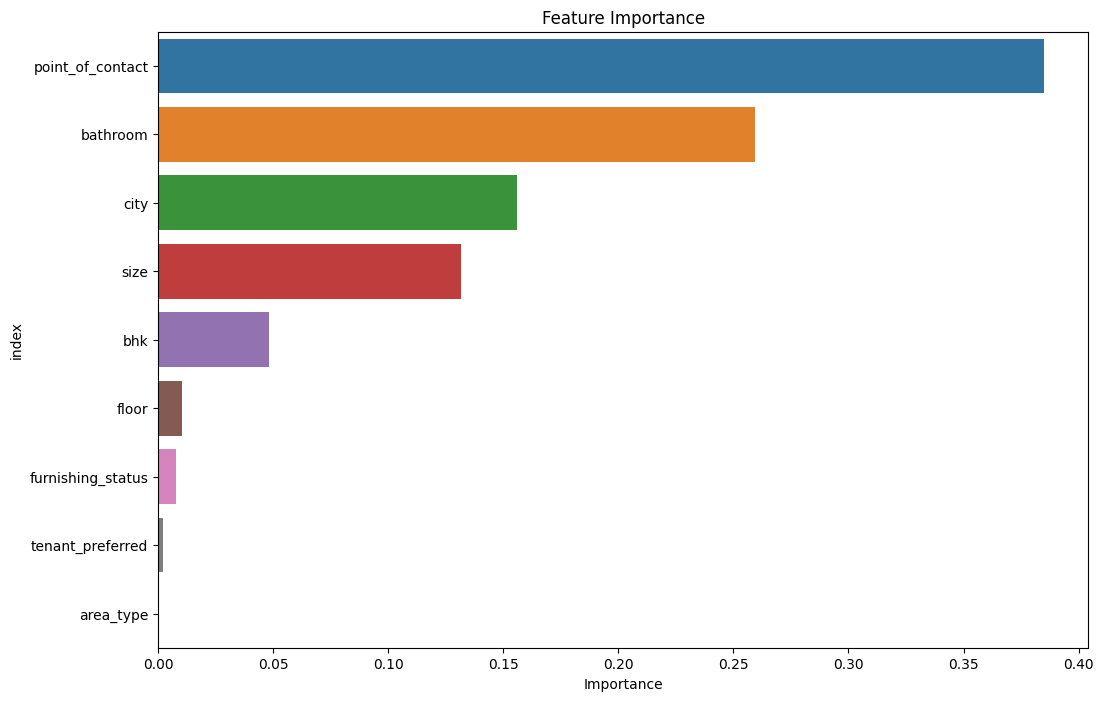 Feature Importance
point_of_contact
bathroom
city
size
bhk
floor
furnishing_status
tenant_preferred
area_type
index
0.00 0.05 0.10 0.15 0.20 0.25 0.30 0.35 0.40
Importance